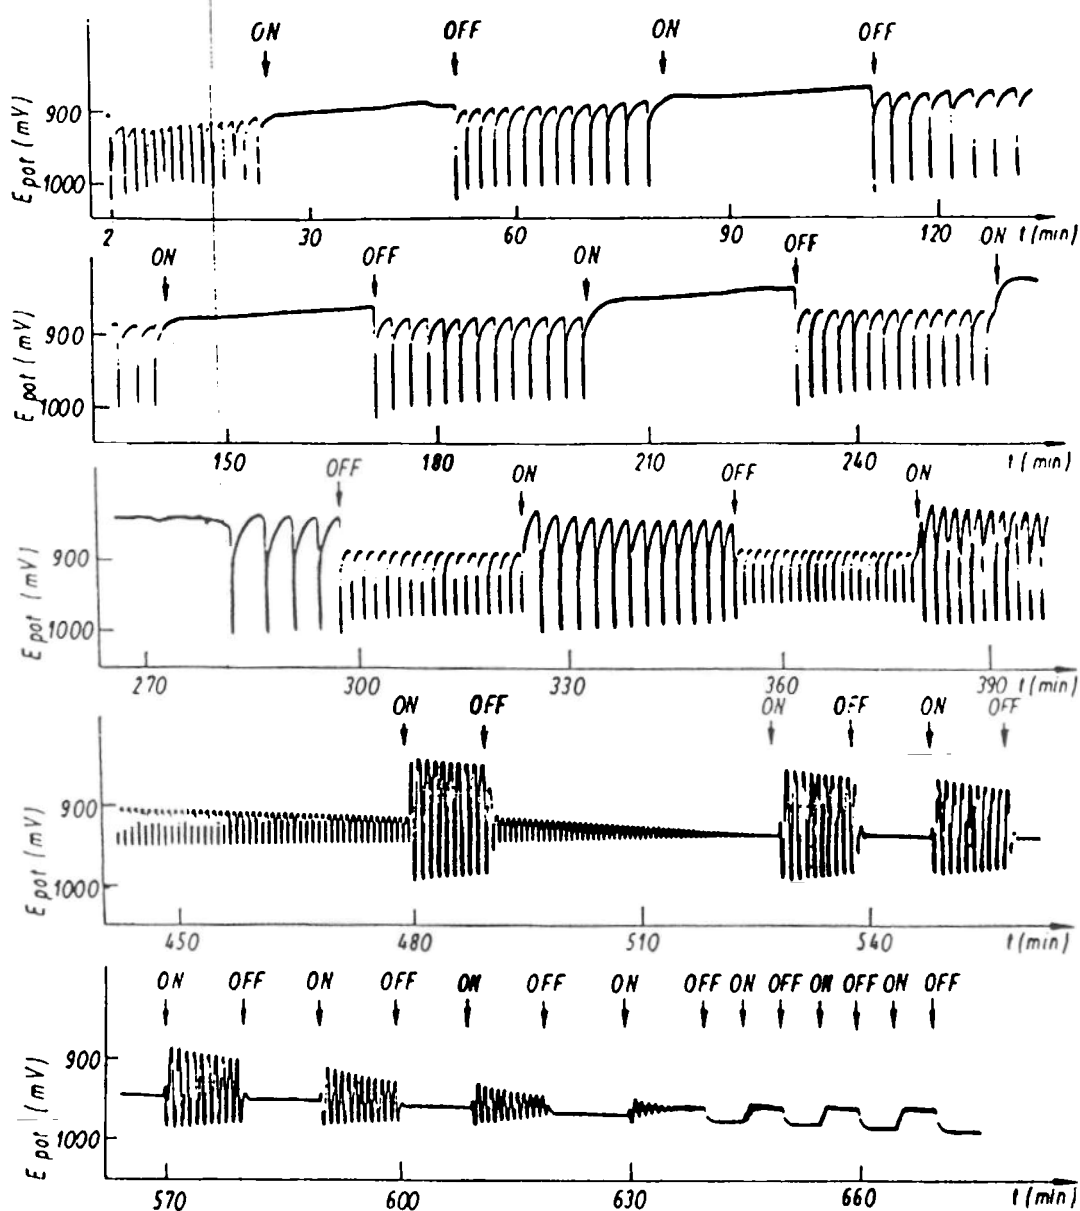 ON OFF ON OFF
900
1000
E pot (mV)
2 30 60 90 120 t (min)
ON OFF ON OFF ON
900
1000
E pot (mV)
150 180 210 240 t (min)
OFF ON OFF ON
900
1000
E pot (mV)
270 300 330 360 390 t (min)
ON OFF ON OFF ON OFF
900
1000
E pot (mV)
450 480 510 540 t (min)
ON OFF ON OFF ON OFF ON OFF ON OFF ON OFF ON OFF
900
1000
E pot (mV)
570 600 630 660 t (min)